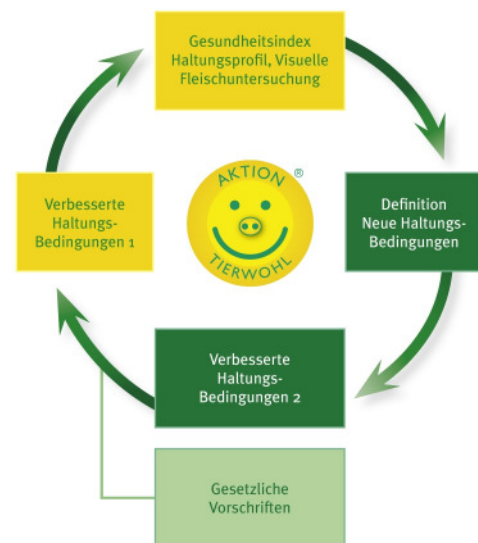 Gesundheitsindex
Haltungsprofil, Visuelle
Fleischuntersuchung
AKTION
®
TIERWOHL
Verbesserte
Haltungs-
Bedingungen 1
Definition
Neue Haltungs-
Bedingungen
Verbesserte
Haltungs-
Bedingungen 2
Gesetzliche
Vorschriften